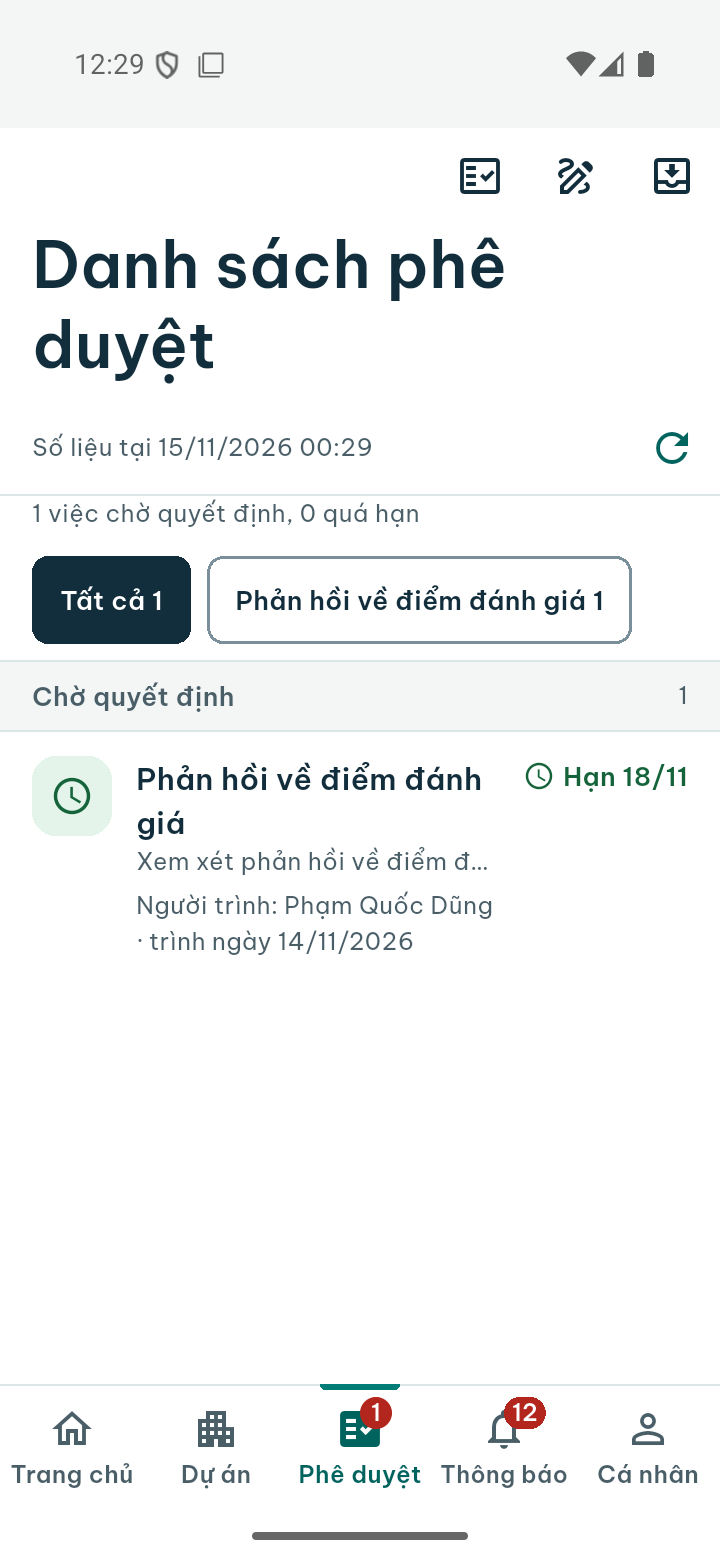 12:29
Danh sách phê
duyệt
Số liệu tại 15/11/2026 00:29
1 việc chờ quyết định, 0 quá hạn
Tất cả 1
Phản hồi về điểm đánh giá 1
Chờ quyết định
1
Phản hồi về điểm đánh
giá
Hạn 18/11
Xem xét phản hồi về điểm đ...
Người trình: Phạm Quốc Dũng
· trình ngày 14/11/2026
1
12
Trang chủ
Dự án
Phê duyệt
Thông báo
Cá nhân